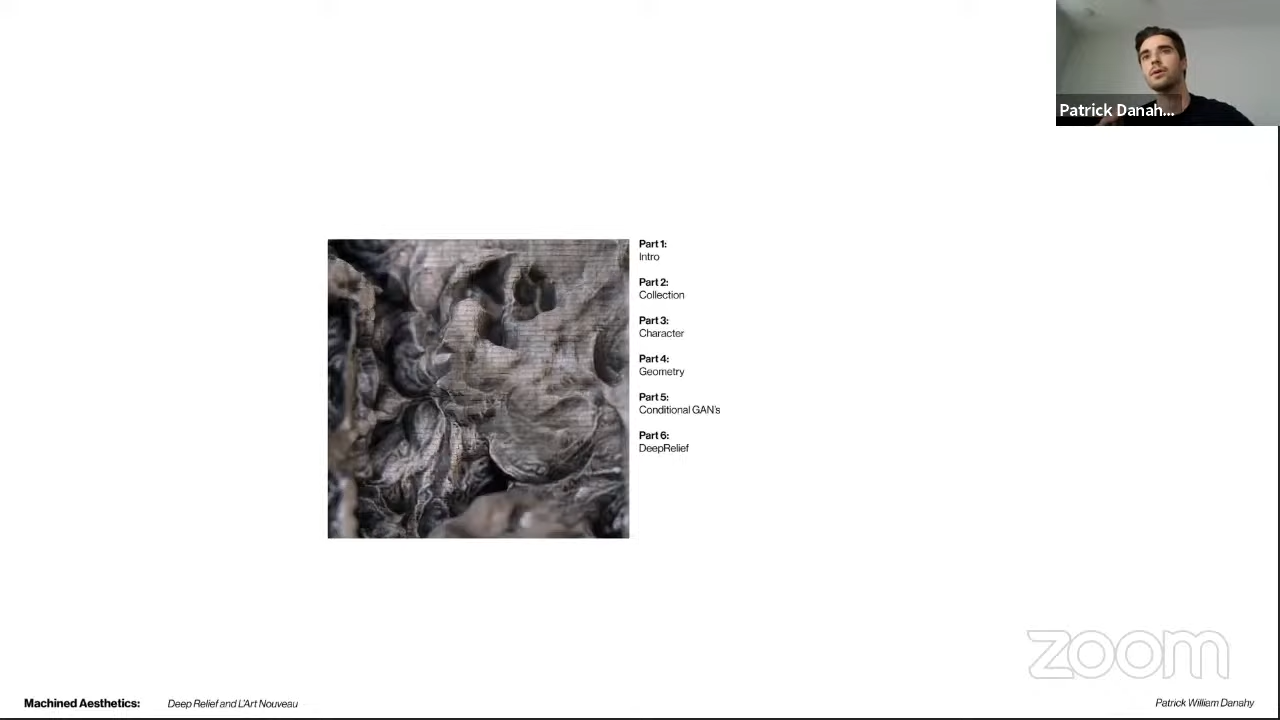 Patrick Danah...
Part 1:
Intro
Part 2:
Collection
Part 3:
Character
Part 4:
Geometry
Part 5:
Conditional GAN's
Part 6:
DeepRelief
zoom
Machined Aesthetics: Deep Relief and L'Art Nouveau
Patrick William Danahy